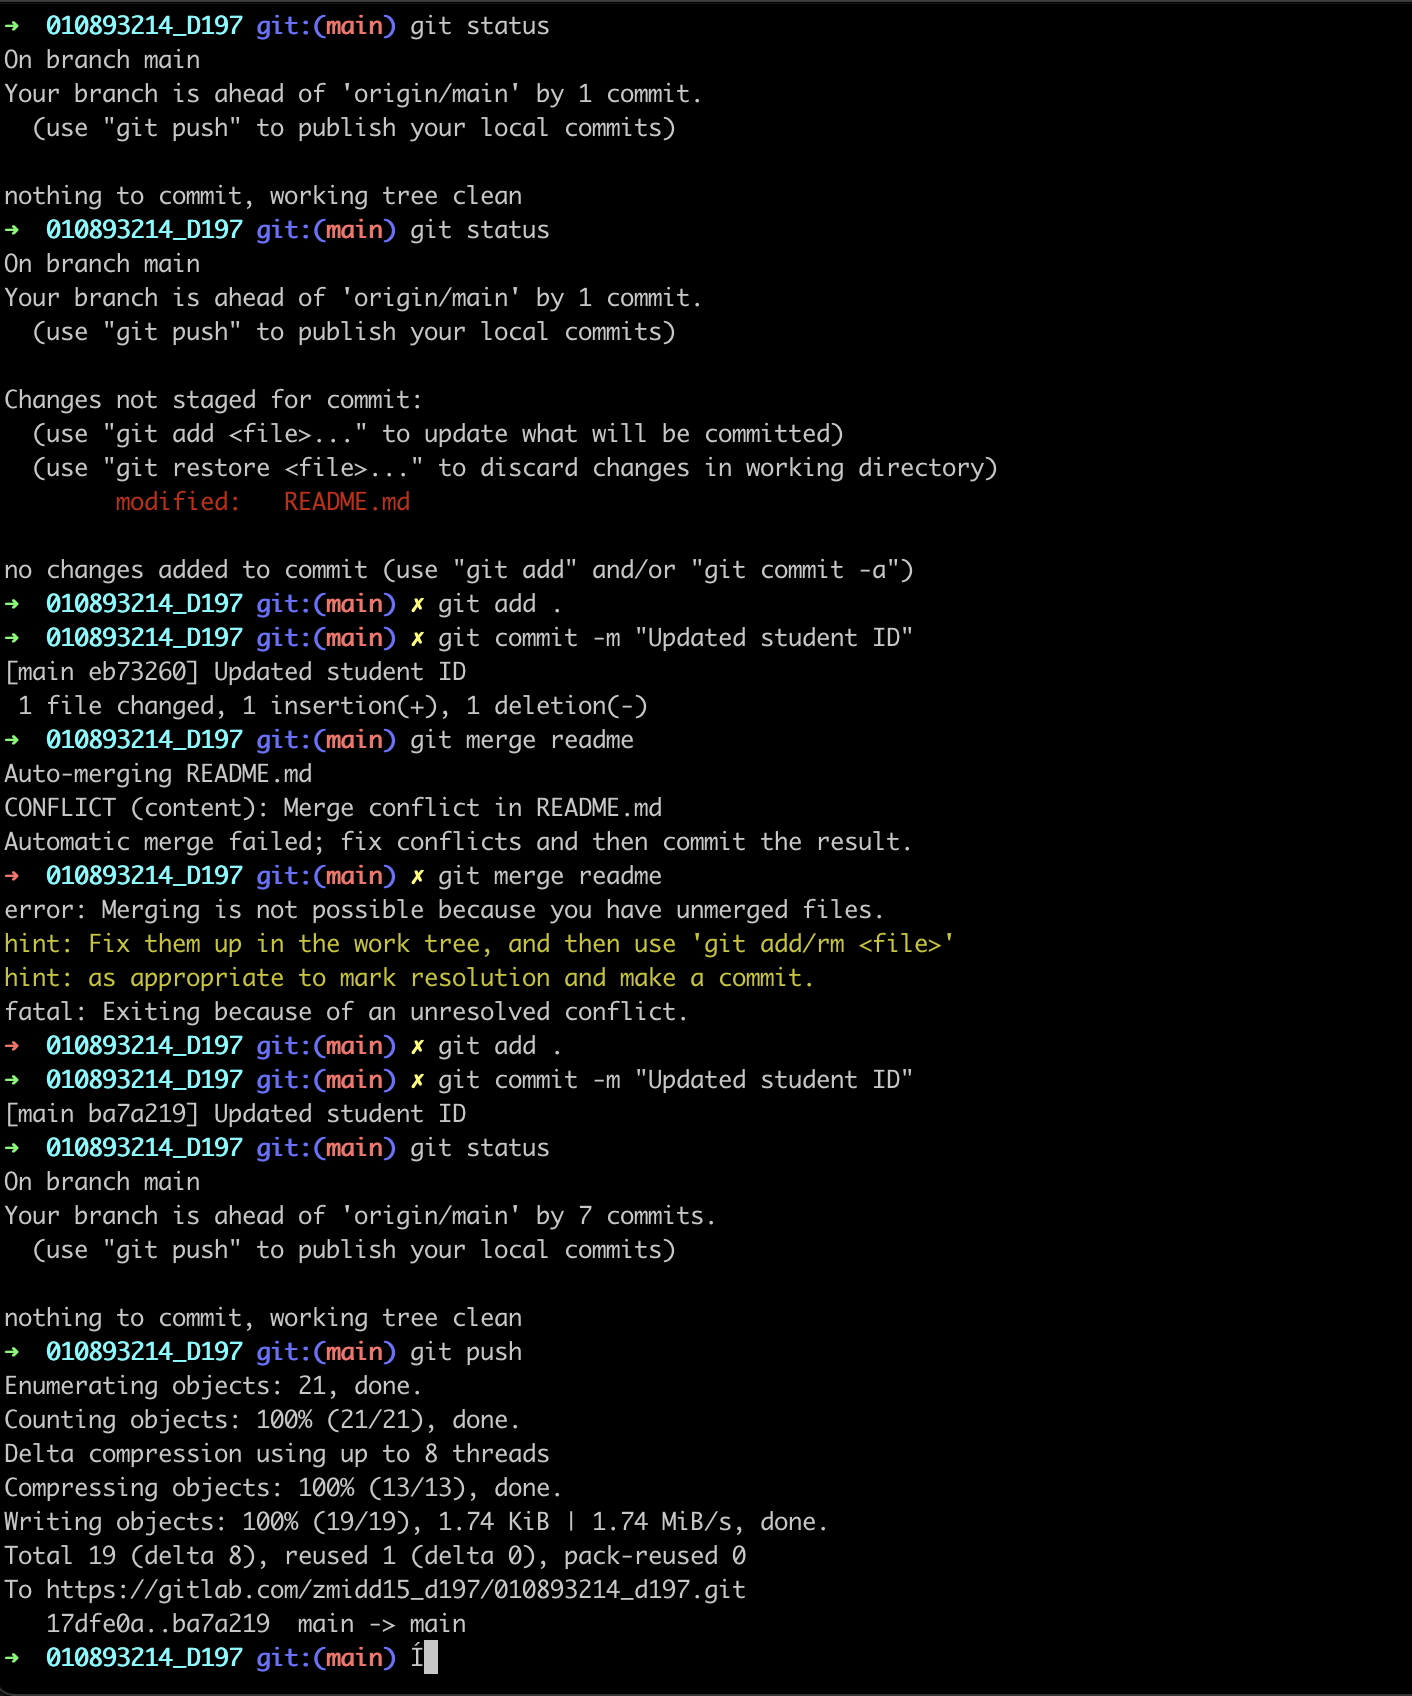 ➜  010893214_D197 git:(main) git status
On branch main
Your branch is ahead of 'origin/main' by 1 commit.
  (use "git push" to publish your local commits)

nothing to commit, working tree clean
➜  010893214_D197 git:(main) git status
On branch main
Your branch is ahead of 'origin/main' by 1 commit.
  (use "git push" to publish your local commits)

Changes not staged for commit:
  (use "git add <file>..." to update what will be committed)
  (use "git restore <file>..." to discard changes in working directory)
        modified:   README.md

no changes added to commit (use "git add" and/or "git commit -a")
➜  010893214_D197 git:(main) ✗ git add .
➜  010893214_D197 git:(main) ✗ git commit -m "Updated student ID"
[main eb73260] Updated student ID
 1 file changed, 1 insertion(+), 1 deletion(-)
➜  010893214_D197 git:(main) git merge readme
Auto-merging README.md
CONFLICT (content): Merge conflict in README.md
Automatic merge failed; fix conflicts and then commit the result.
➜  010893214_D197 git:(main) ✗ git merge readme
error: Merging is not possible because you have unmerged files.
hint: Fix them up in the work tree, and then use 'git add/rm <file>'
hint: as appropriate to mark resolution and make a commit.
fatal: Exiting because of an unresolved conflict.
➜  010893214_D197 git:(main) ✗ git add .
➜  010893214_D197 git:(main) ✗ git commit -m "Updated student ID"
[main ba7a219] Updated student ID
➜  010893214_D197 git:(main) git status
On branch main
Your branch is ahead of 'origin/main' by 7 commits.
  (use "git push" to publish your local commits)

nothing to commit, working tree clean
➜  010893214_D197 git:(main) git push
Enumerating objects: 21, done.
Counting objects: 100% (21/21), done.
Delta compression using up to 8 threads
Compressing objects: 100% (13/13), done.
Writing objects: 100% (19/19), 1.74 KiB | 1.74 MiB/s, done.
Total 19 (delta 8), reused 1 (delta 0), pack-reused 0
To https://gitlab.com/zmidd15_d197/010893214_d197.git
   17dfe0a..ba7a219  main -> main
➜  010893214_D197 git:(main) Í